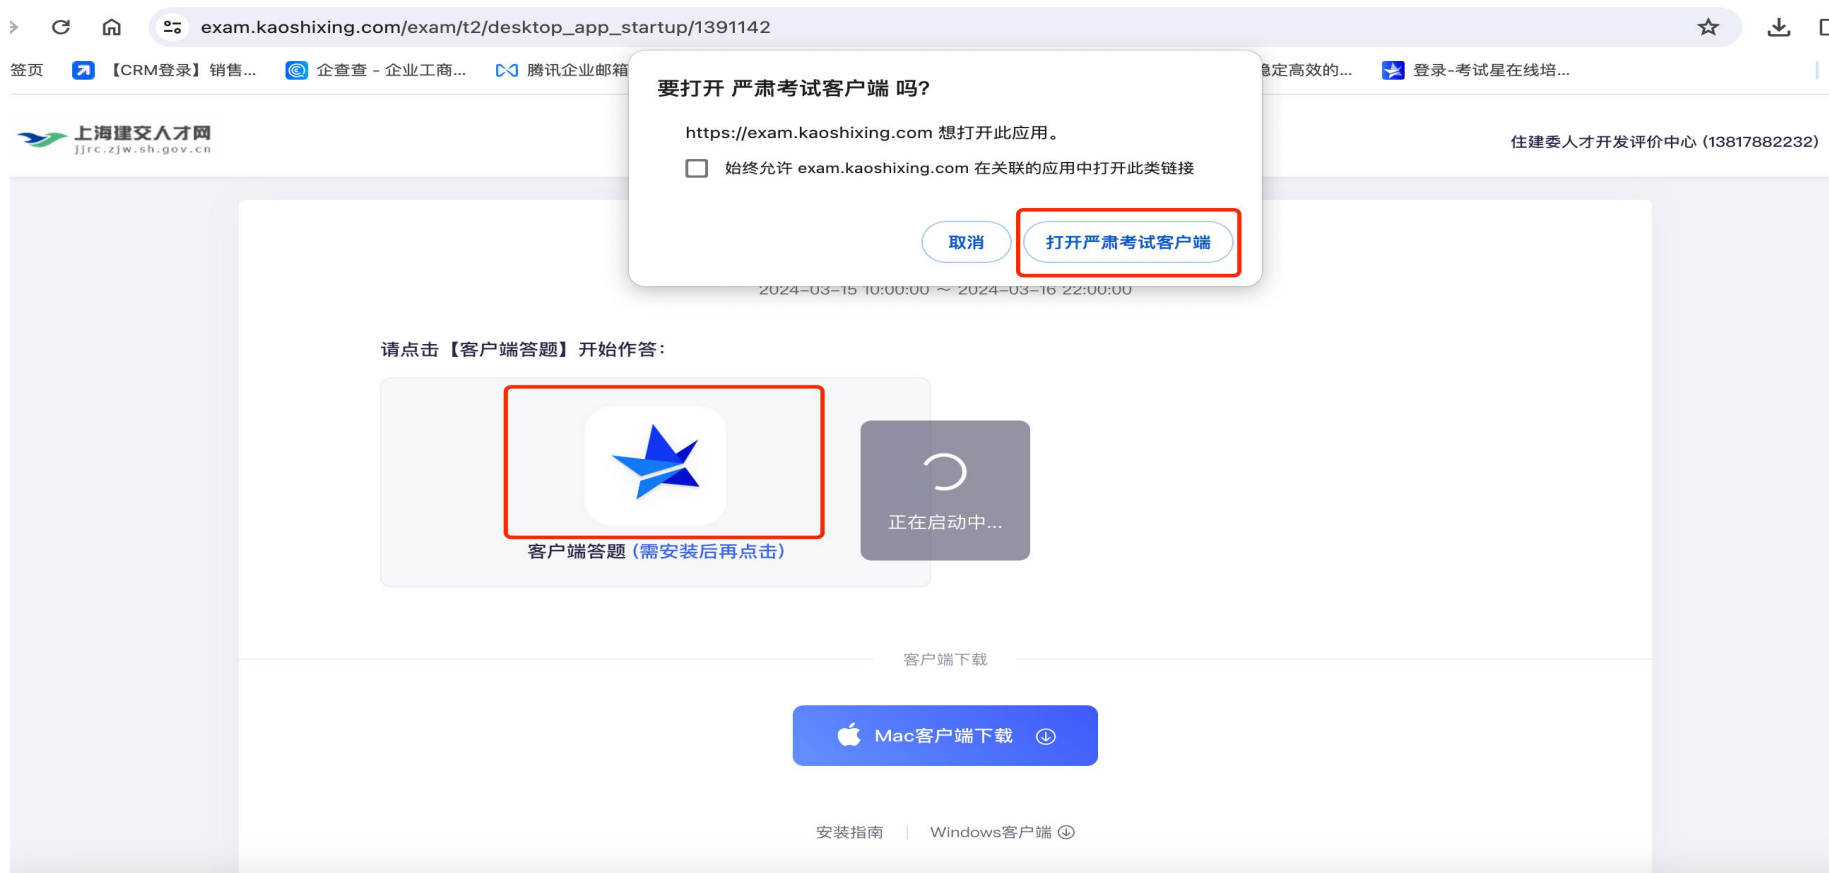 exam.kaoshixing.com/exam/t2/desktop_app_startup/1391142
签页
【CRM登录】销售...
企查查 - 企业工商...
腾讯企业邮箱
稳定高效的...
登录-考试星在线培...
要打开 严肃考试客户端 吗?
https://exam.kaoshixing.com 想打开此应用。
始终允许 exam.kaoshixing.com 在关联的应用中打开此类链接
取消
打开严肃考试客户端
上海建交人才网
jjrc.zjw.sh.gov.cn
住建委人才开发评价中心 (13817882232)
2024-03-15 10:00:00 ~ 2024-03-16 22:00:00
请点击【客户端答题】开始作答：
正在启动中...
客户端答题 (需安装后再点击)
客户端下载
Mac客户端下载
安装指南
Windows客户端